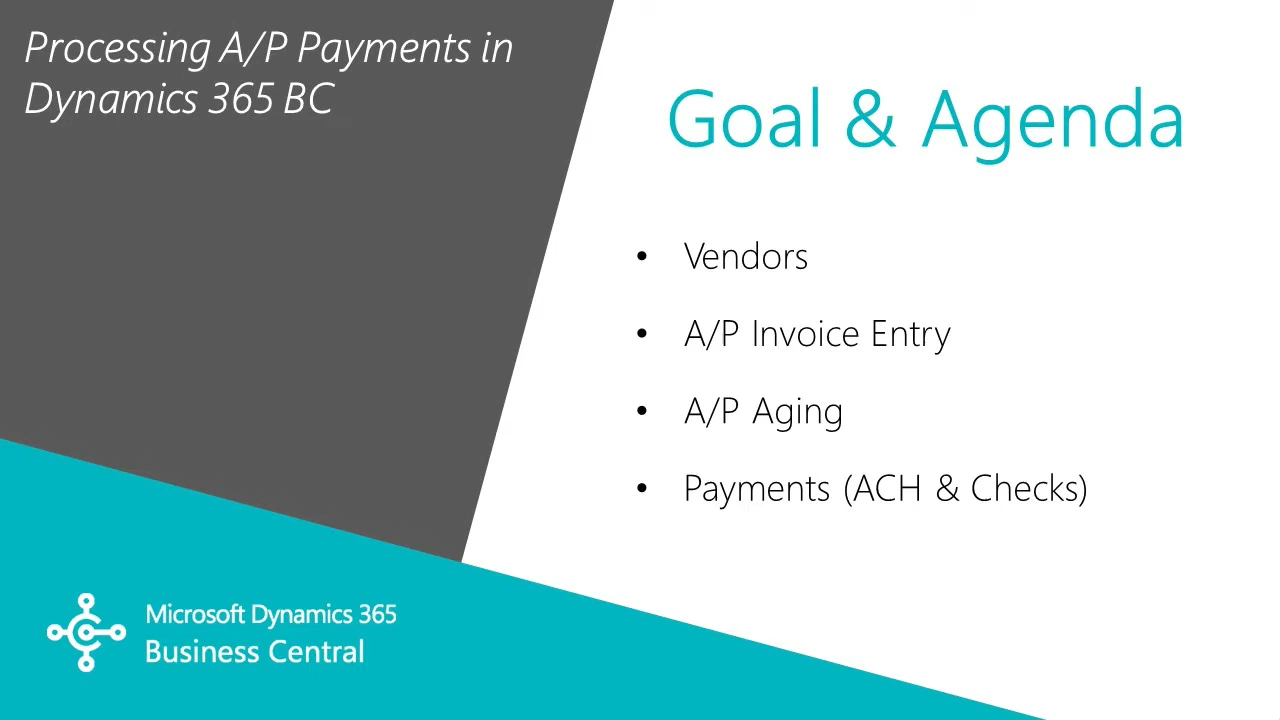 Processing A/P Payments in
Dynamics 365 BC
Goal & Agenda
• Vendors
• A/P Invoice Entry
• A/P Aging
• Payments (ACH & Checks)
Microsoft Dynamics 365
Business Central